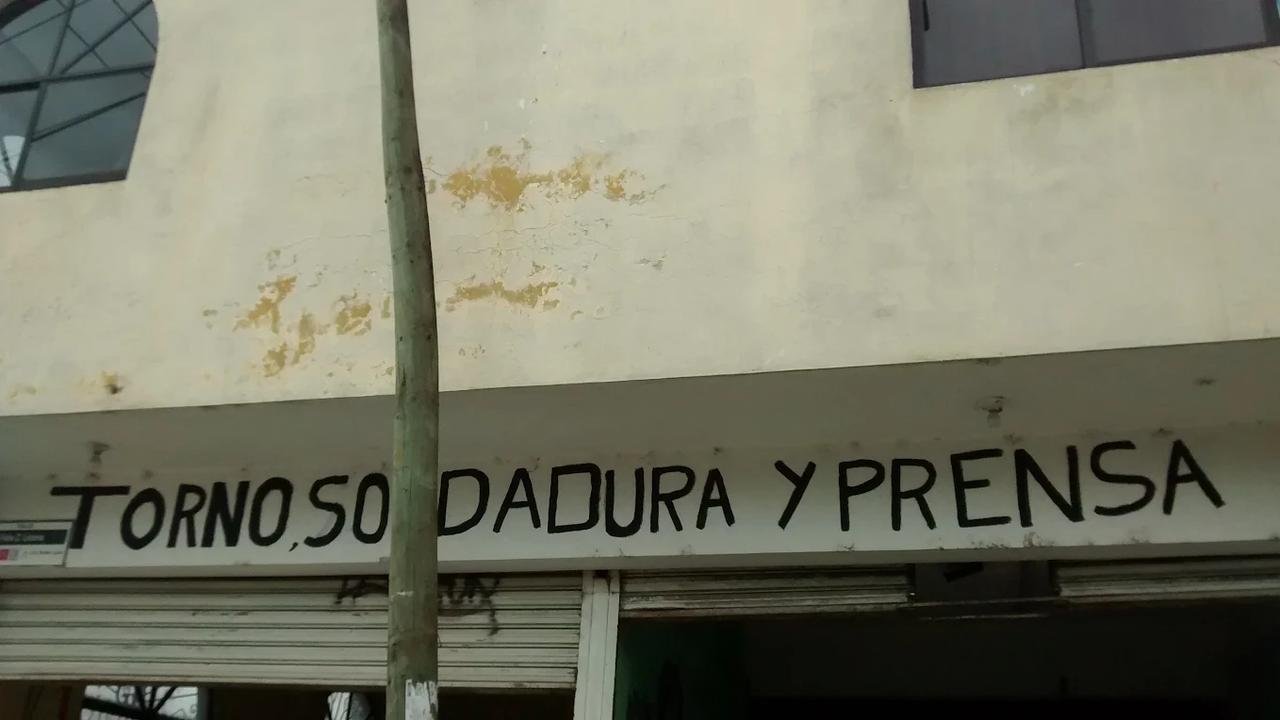 TORNO, SO DADURA Y PRENSA